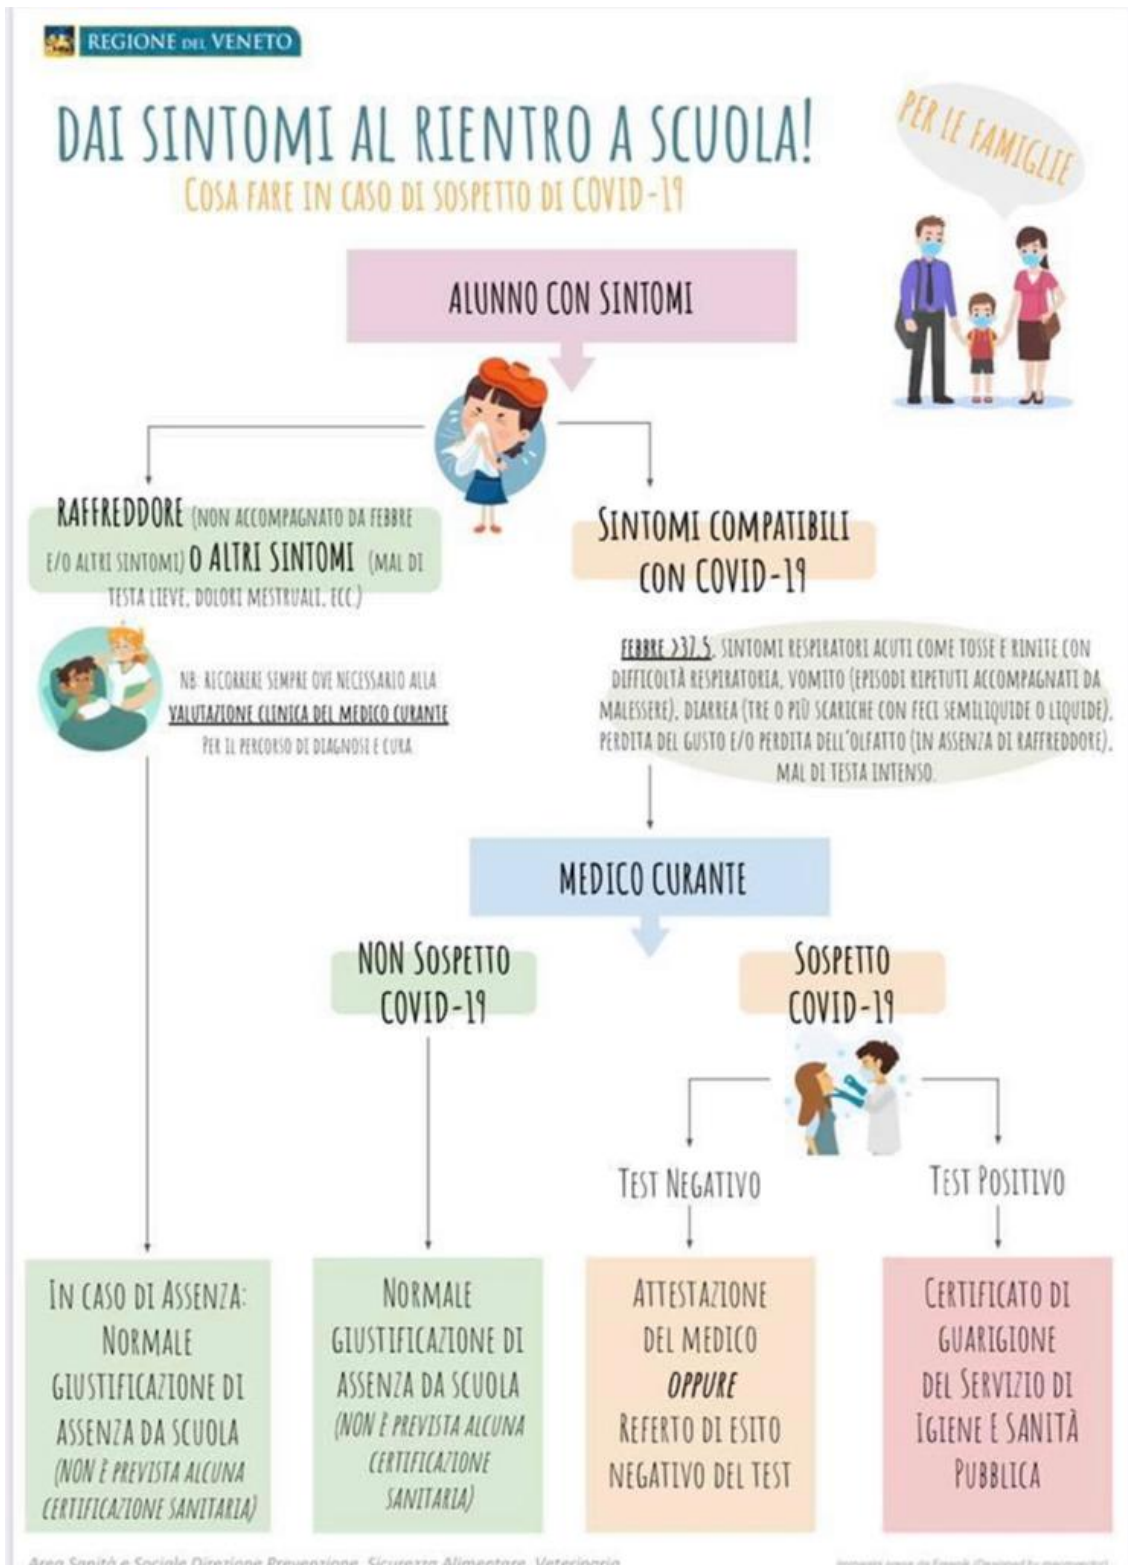 REGIONE DEL VENETO
DAI SINTOMI AL RIENTRO A SCUOLA!
COSA FARE IN CASO DI SOSPETTO DI COVID-19
PER LE FAMIGLIE
ALUNNO CON SINTOMI
RAFFREDDORE (NON ACCOMPAGNATO DA FEBBRE
E/O ALTRI SINTOMI) O ALTRI SINTOMI (MAL DI
TESTA LIEVE, DOLORI MESTRUALI, ECC.)
NB: RICORRERE SEMPRE OVE NECESSARIO ALLA
VALUTAZIONE CLINICA DEL MEDICO CURANTE
PER IL PERCORSO DI DIAGNOSI E CURA
SINTOMI COMPATIBILI
CON COVID-19
FEBBRE >37,5, SINTOMI RESPIRATORI ACUTI COME TOSSE E RINITE CON
DIFFICOLTÀ RESPIRATORIA, VOMITO (EPISODI RIPETUTI ACCOMPAGNATI DA
MALESSERE), DIARREA (TRE O PIÙ SCARICHE CON FECI SEMILIQUIDE O LIQUIDE),
PERDITA DEL GUSTO E/O PERDITA DELL'OLFATTO (IN ASSENZA DI RAFFREDDORE),
MAL DI TESTA INTENSO.
MEDICO CURANTE
NON SOSPETTO
COVID-19
SOSPETTO
COVID-19
TEST NEGATIVO
TEST POSITIVO
IN CASO DI ASSENZA:
NORMALE
GIUSTIFICAZIONE DI
ASSENZA DA SCUOLA
(NON È PREVISTA ALCUNA
CERTIFICAZIONE SANITARIA)
NORMALE
GIUSTIFICAZIONE DI
ASSENZA DA SCUOLA
(NON È PREVISTA ALCUNA
CERTIFICAZIONE
SANITARIA)
ATTESTAZIONE
DEL MEDICO
OPPURE
REFERTO DI ESITO
NEGATIVO DEL TEST
CERTIFICATO DI
GUARIGIONE
DEL SERVIZIO DI
IGIENE E SANITÀ
PUBBLICA
Area Sanità e Sociale Direzione Prevenzione, Sicurezza Alimentare, Veterinaria